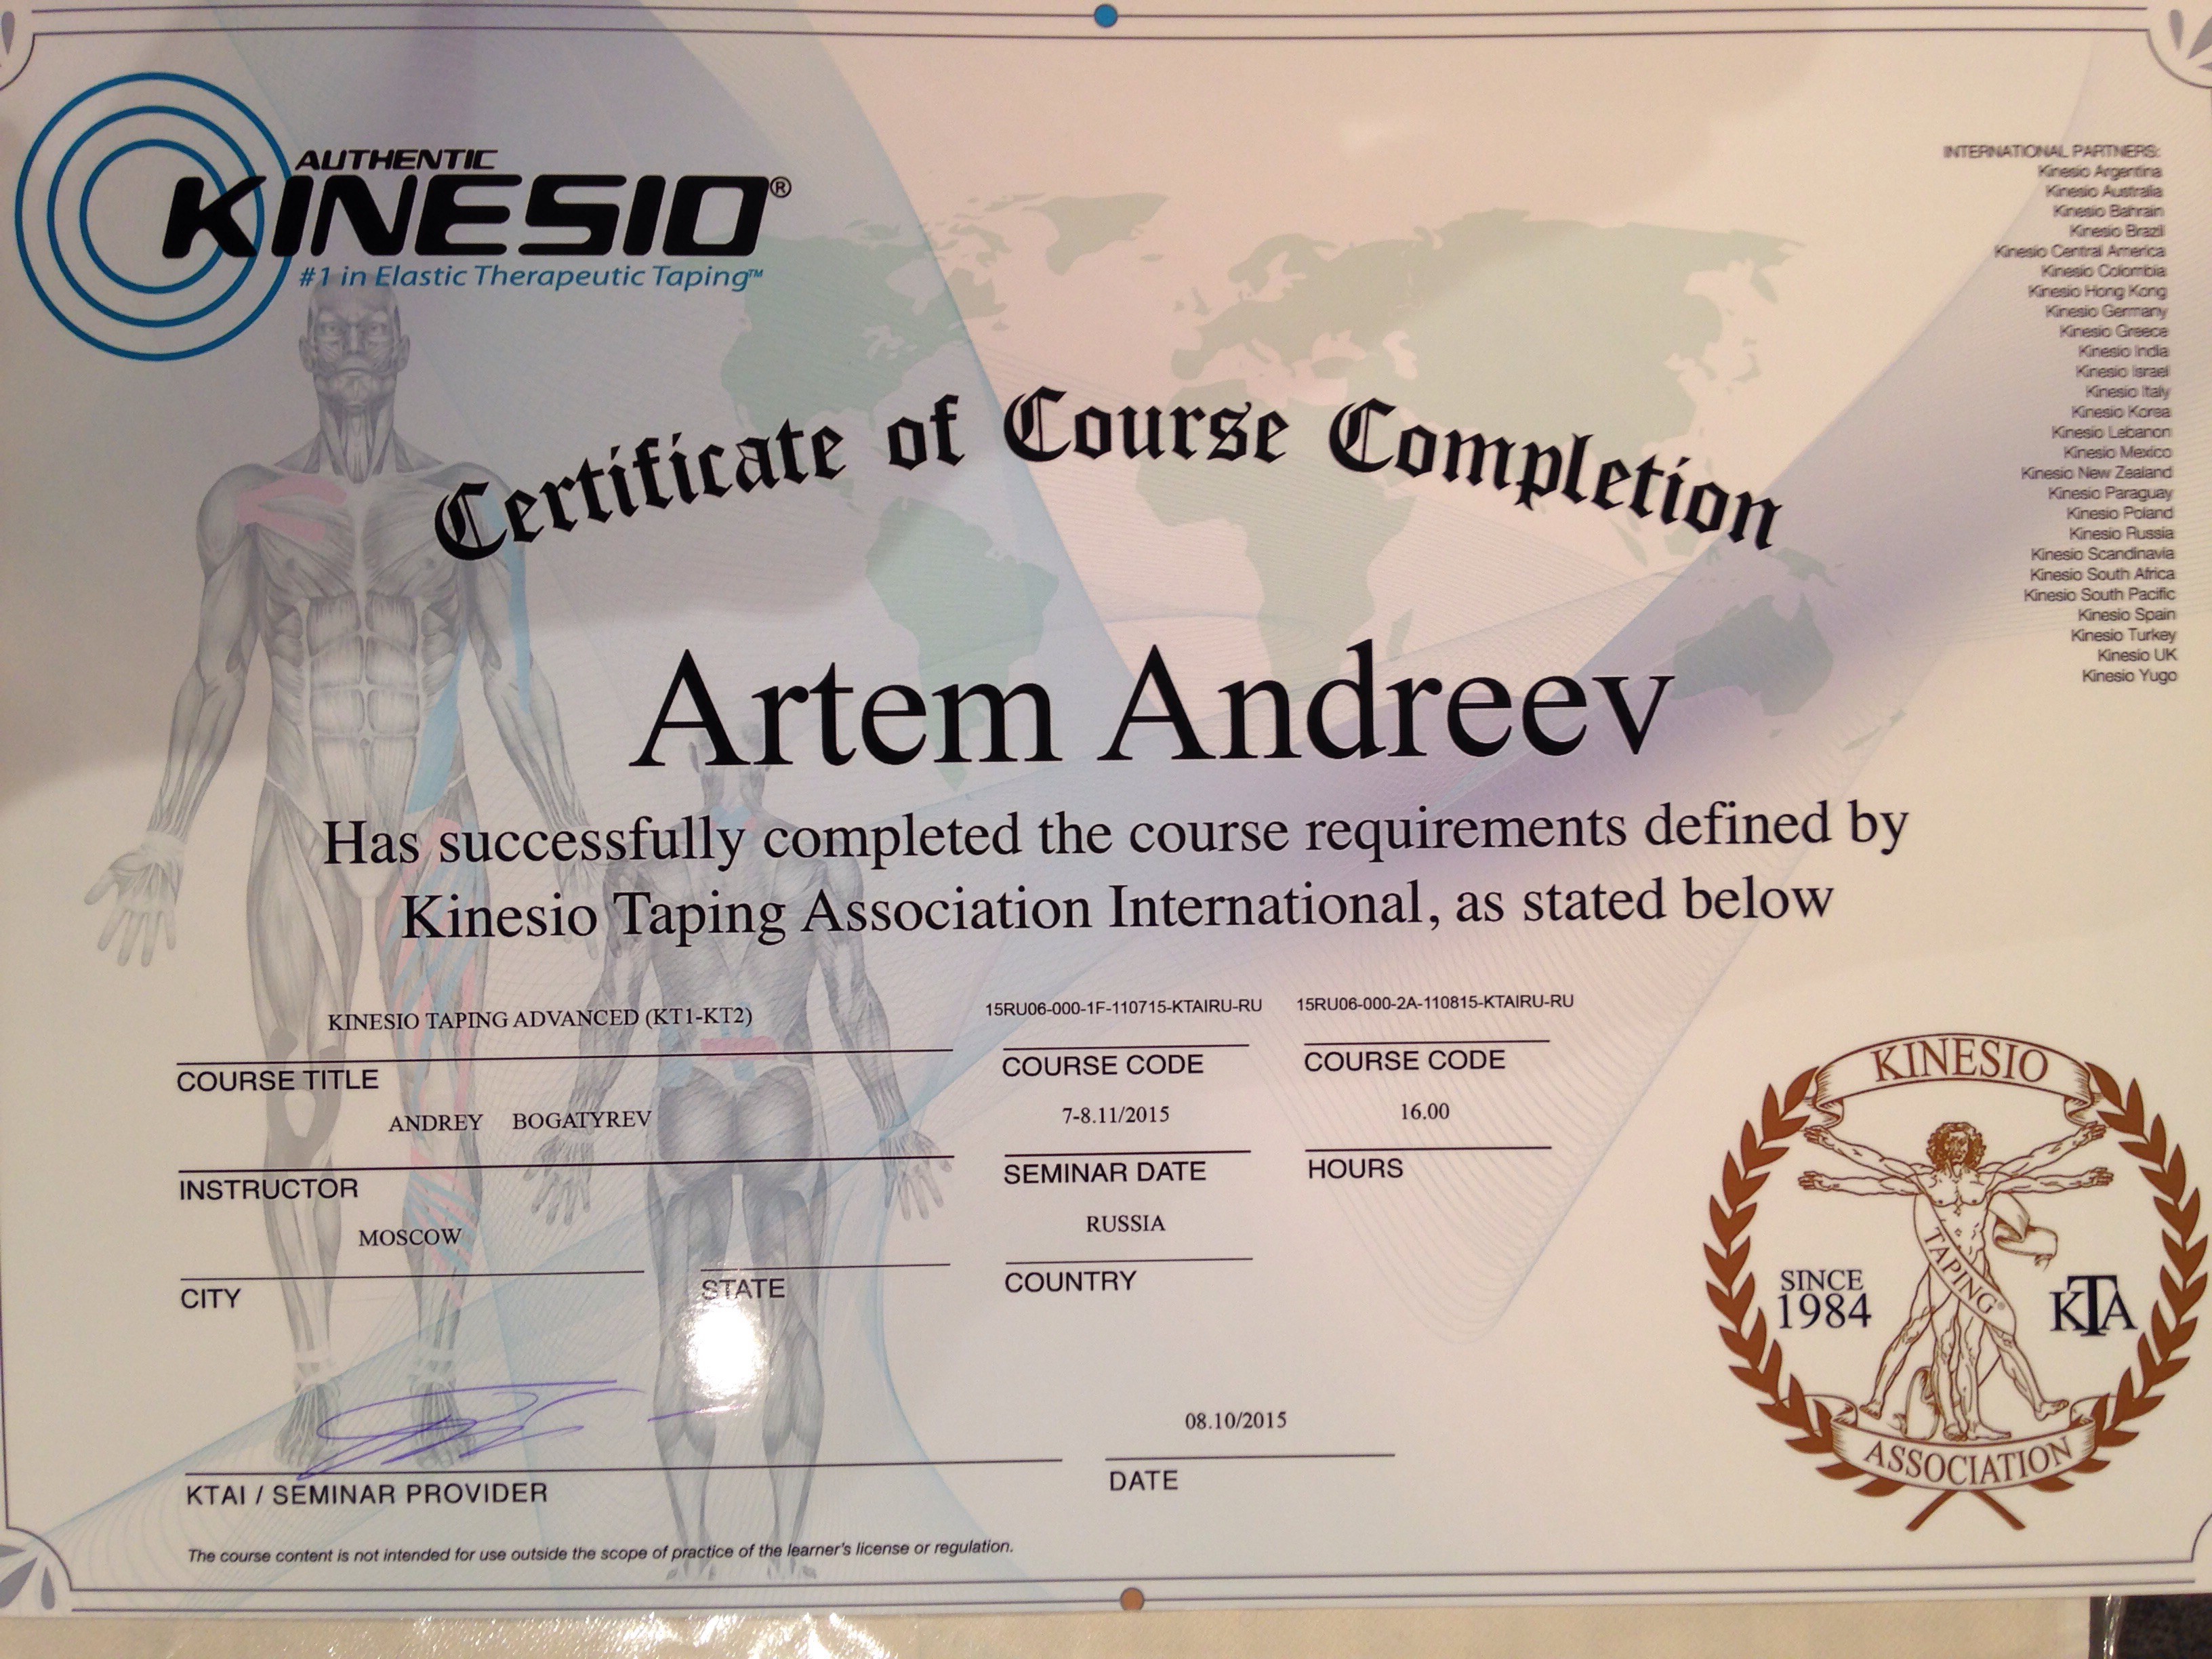 AUTHENTIC
KINESIO®
#1 in Elastic Therapeutic Taping™
INTERNATIONAL PARTNERS:
Kinesio Argentina
Kinesio Australia
Kinesio Bahrain
Kinesio Brazil
Kinesio Central America
Kinesio Colombia
Kinesio Hong Kong
Kinesio Germany
Kinesio Greece
Kinesio India
Kinesio Israel
Kinesio Italy
Kinesio Korea
Kinesio Lebanon
Kinesio Mexico
Kinesio New Zealand
Kinesio Paraguay
Kinesio Poland
Kinesio Russia
Kinesio Scandinavia
Kinesio South Africa
Kinesio South Pacific
Kinesio Spain
Kinesio Turkey
Kinesio UK
Kinesio Yugo
Certificate of Course Completion
Artem Andreev
Has successfully completed the course requirements defined by
Kinesio Taping Association International, as stated below
KINESIO TAPING ADVANCED (KT1-KT2)
COURSE TITLE
15RU06-000-1F-110715-KTAIRU-RU
COURSE CODE
15RU06-000-2A-110815-KTAIRU-RU
COURSE CODE
ANDREY BOGATYREV
INSTRUCTOR
7-8.11/2015
SEMINAR DATE
16.00
HOURS
MOSCOW
CITY
STATE
RUSSIA
COUNTRY
KTAI / SEMINAR PROVIDER
08.10/2015
DATE
KINESIO
TAPING®
SINCE
1984
KTA
ASSOCIATION
The course content is not intended for use outside the scope of practice of the learner's license or regulation.